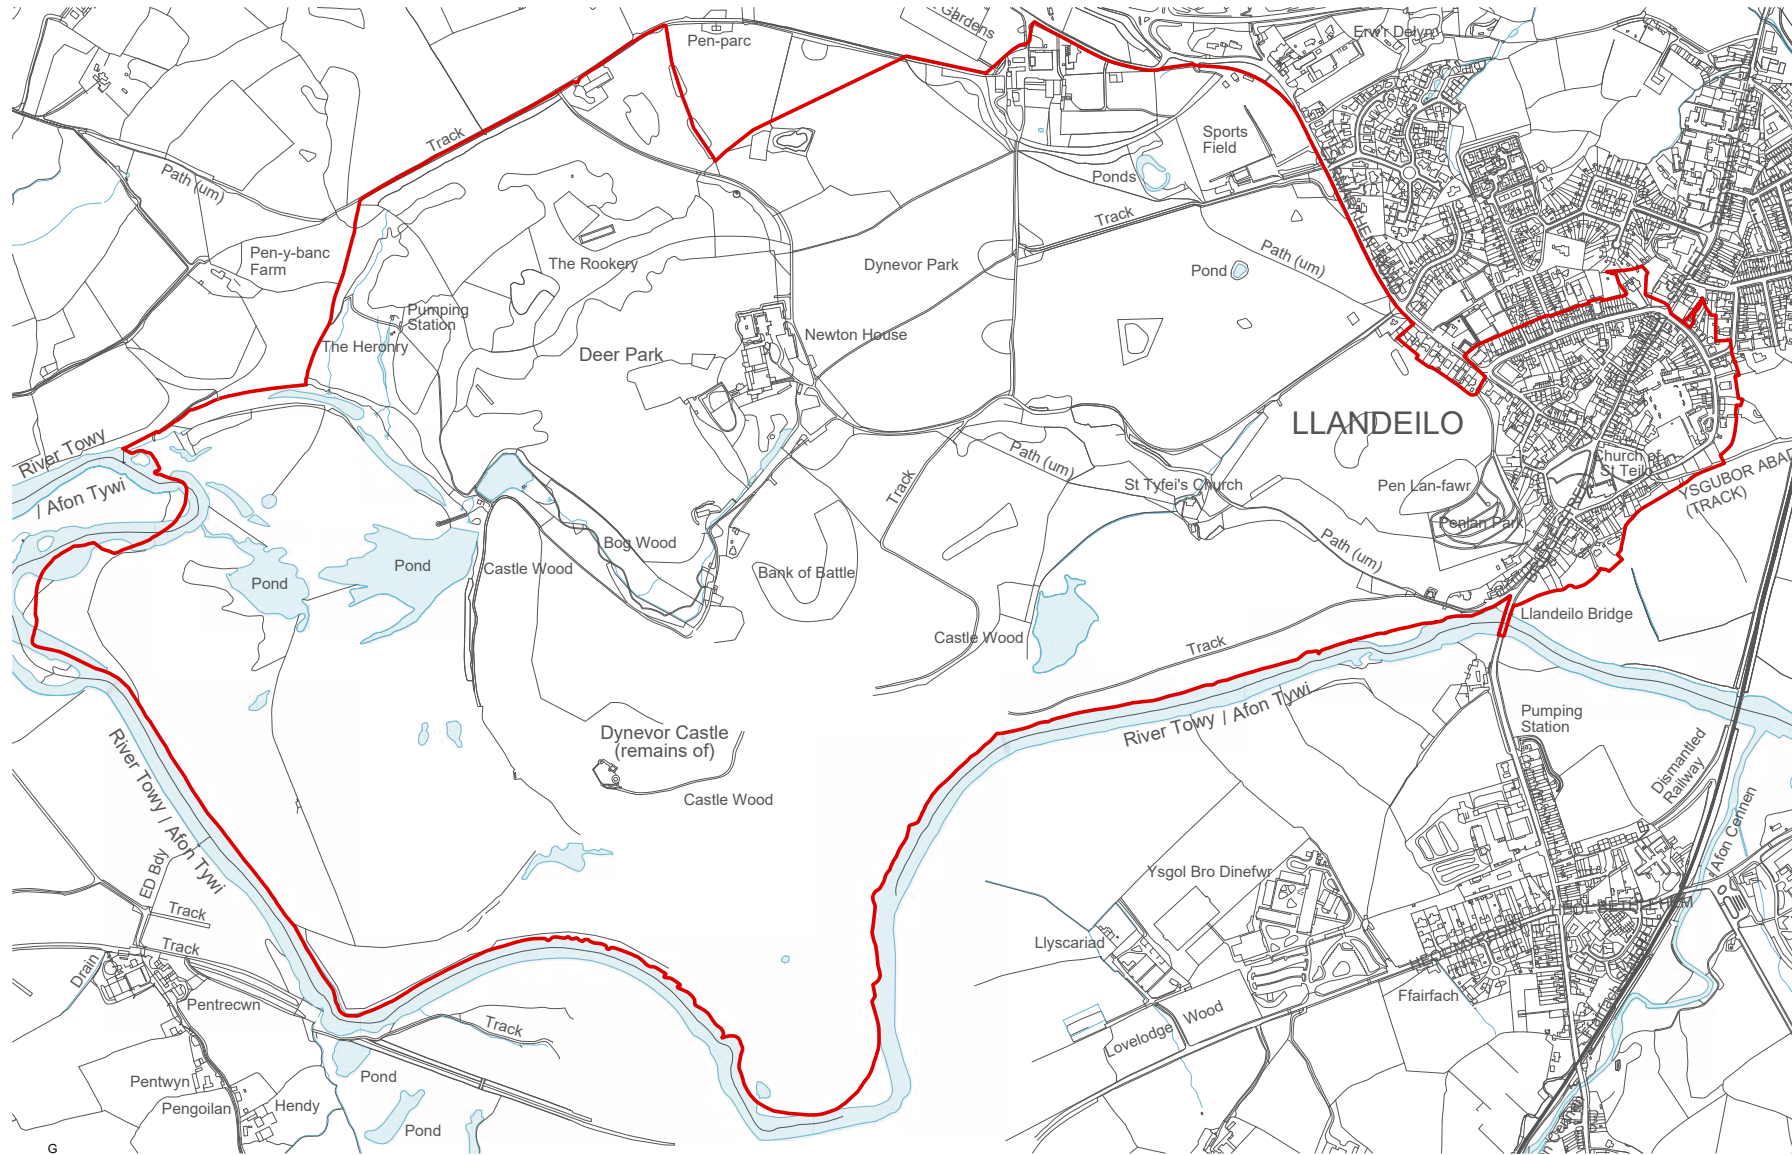 Gardens
Pen-parc
Erw'r Delyn
Track
Sports
Field
Path (um)
Ponds
Track
Pen-y-banc
Farm
The Rookery
Dynevor Park
Pond
Path (um)
Pumping
Station
The Heronry
Deer Park
Newton House
LLANDEILO
River Towy
/ Afon Tywi
Path (um)
Track
St Tyfei's Church
Church of
St Teilo
Pen Lan-fawr
Penlan Park
YSGUBOR ABAD
(TRACK)
Bog Wood
Pond
Pond
Castle Wood
Bank of Battle
Path (um)
Castle Wood
Track
Llandeilo Bridge
River Towy / Afon Tywi
Dynevor Castle
(remains of)
Castle Wood
River Towy / Afon Tywi
Pumping
Station
Dismantled
Railway
Afon Cennen
ED Bdy
Track
Track
Drain
Pentrecwn
Ysgol Bro Dinefwr
Llyscariad
Ffairfach
Lovelodge Wood
Track
Pond
Pentwyn
Pengoilan
Hendy
Pond
G